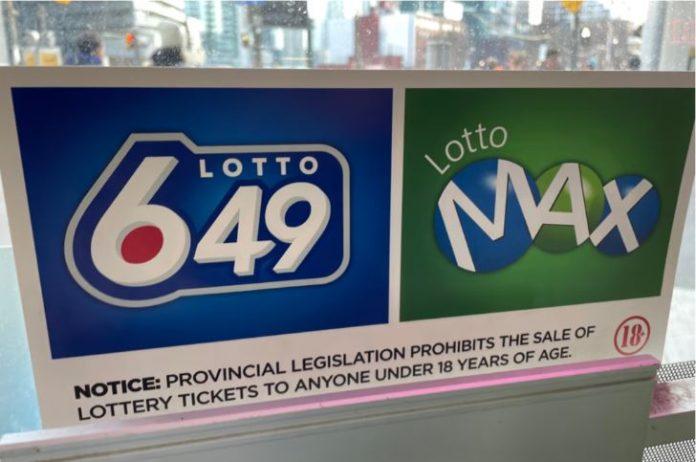 LOTTO
649
Lotto
MAX
NOTICE: PROVINCIAL LEGISLATION PROHIBITS THE SALE OF
LOTTERY TICKETS TO ANYONE UNDER 18 YEARS OF AGE.
18+